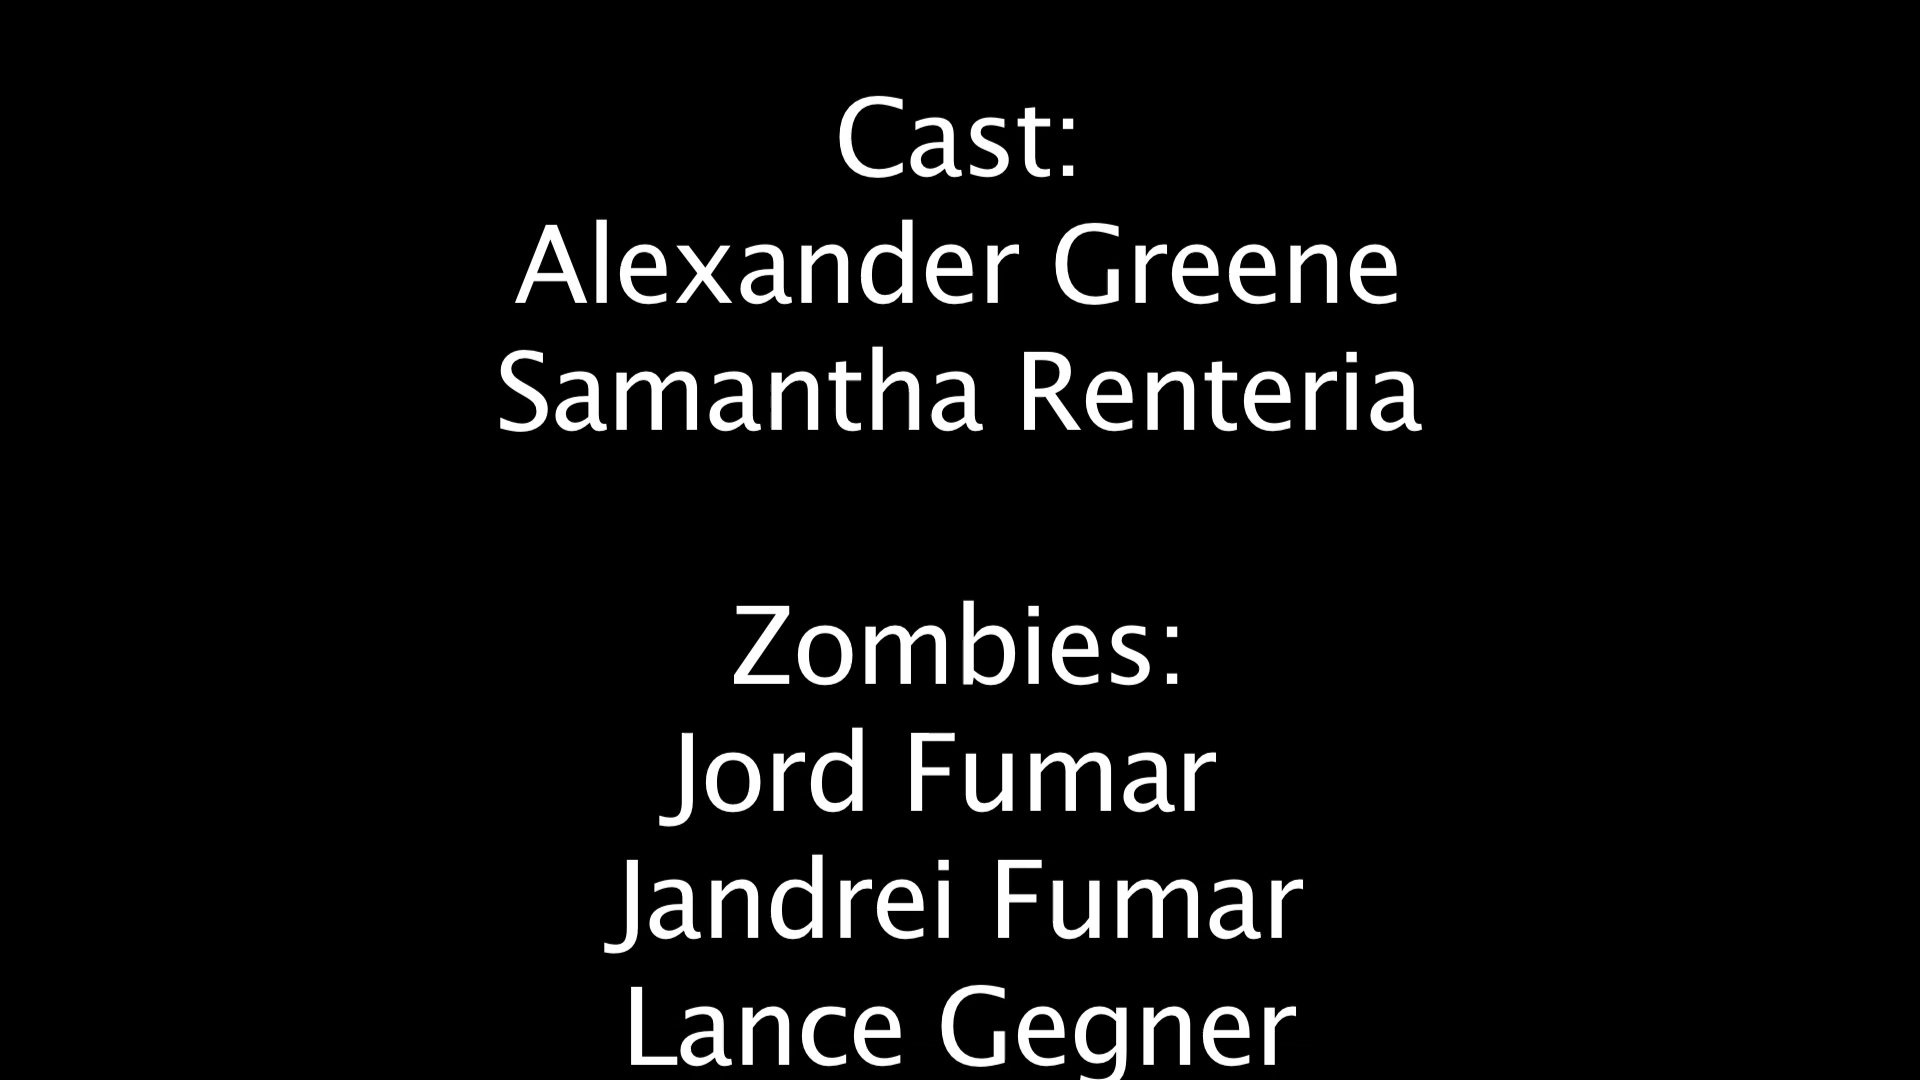 Cast:
Alexander Greene
Samantha Renteria
Zombies:
Jord Fumar
Jandrei Fumar
Lance Gegner